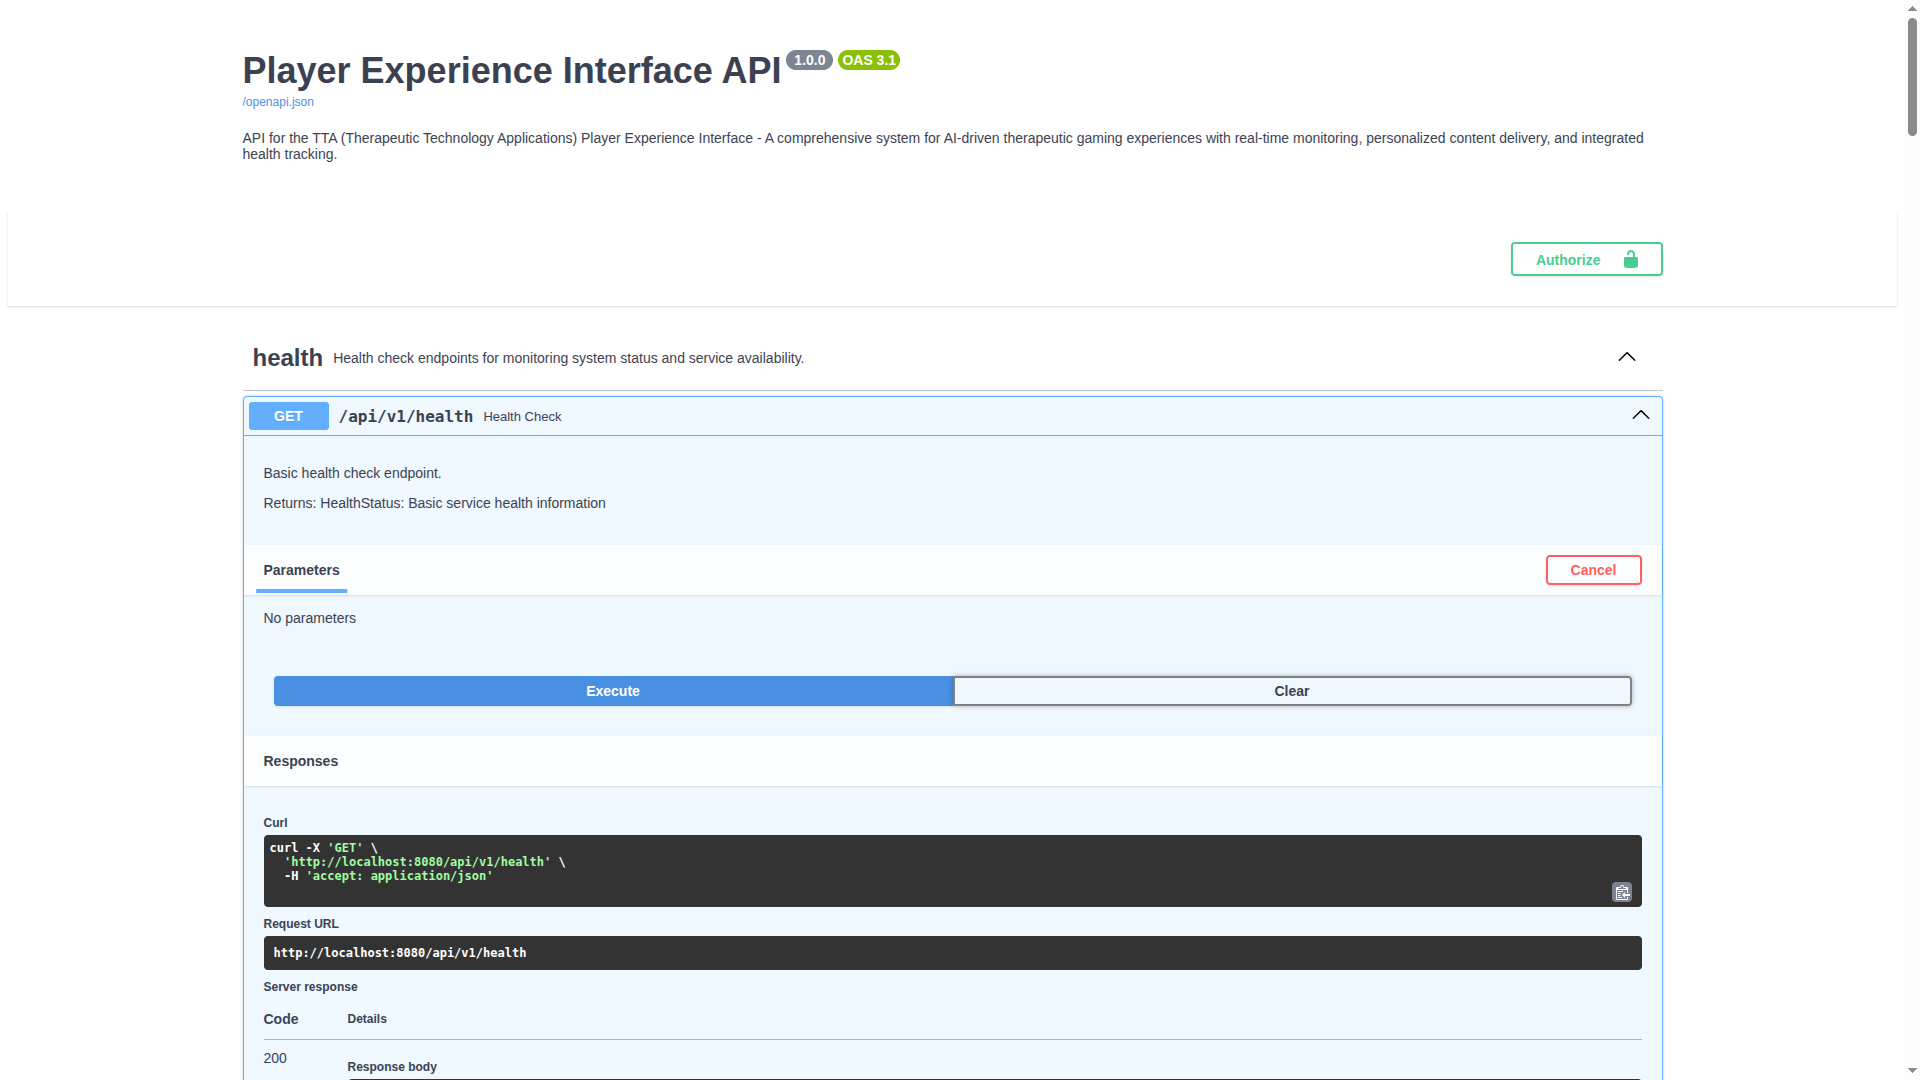 Player Experience Interface API 1.0.0 OAS 3.1
/openapi.json
API for the TTA (Therapeutic Technology Applications) Player Experience Interface - A comprehensive system for AI-driven therapeutic gaming experiences with real-time monitoring, personalized content delivery, and integrated
health tracking.
Authorize
health Health check endpoints for monitoring system status and service availability.
GET /api/v1/health Health Check
Basic health check endpoint.
Returns: HealthStatus: Basic service health information
Parameters Cancel
No parameters
Execute Clear
Responses
Curl
curl -X 'GET' \
  'http://localhost:8080/api/v1/health' \
  -H 'accept: application/json'
Request URL
http://localhost:8080/api/v1/health
Server response
Code Details
200
Response body